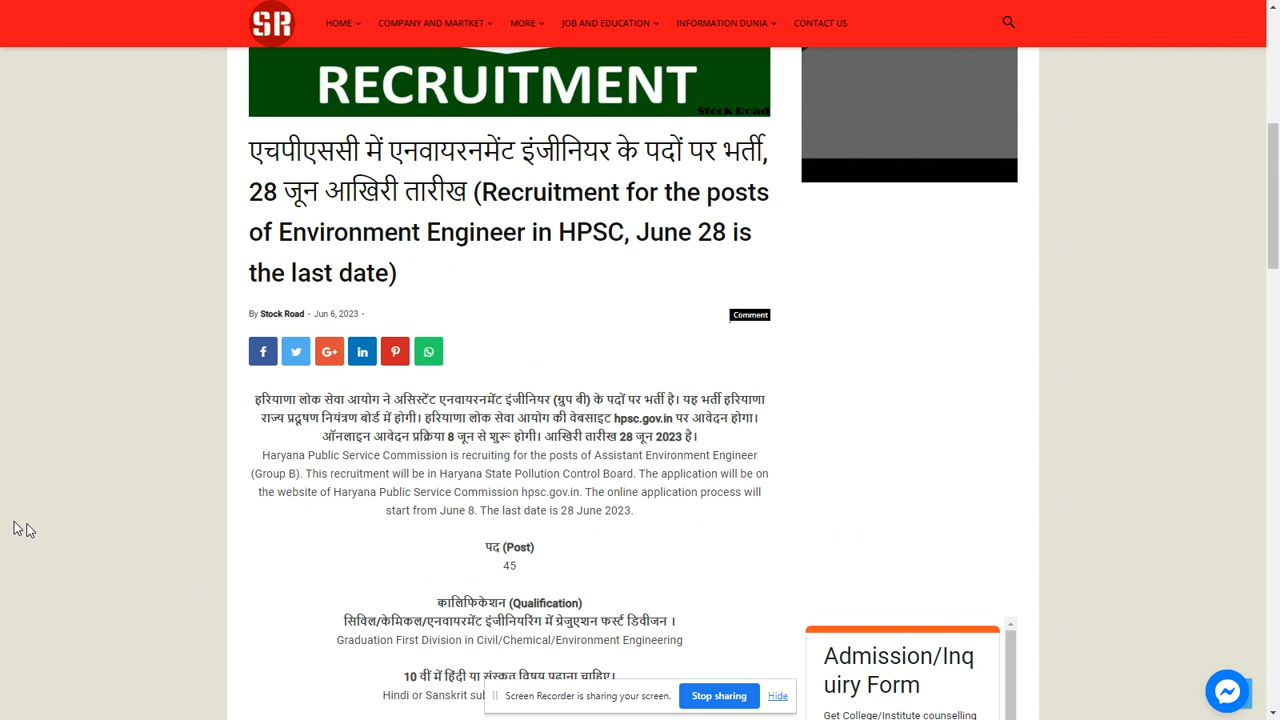 SR
HOME
COMPANY AND MARTKET
MORE
JOB AND EDUCATION
INFORMATION DUNIA
CONTACT US
RECRUITMENT
Stock Road
एचपीएससी में एनवायरनमेंट इंजीनियर के पदों पर भर्ती,
28 जून आखिरी तारीख (Recruitment for the posts
of Environment Engineer in HPSC, June 28 is
the last date)
By Stock Road - Jun 6, 2023 -
Comment
हरियाणा लोक सेवा आयोग ने असिस्टेंट एनवायरनमेंट इंजीनियर (ग्रुप बी) के पदों पर भर्ती है। यह भर्ती हरियाणा
राज्य प्रदूषण नियंत्रण बोर्ड में होगी। हरियाणा लोक सेवा आयोग की वेबसाइट hpsc.gov.in पर आवेदन होगा।
ऑनलाइन आवेदन प्रक्रिया 8 जून से शुरू होगी। आखिरी तारीख 28 जून 2023 है।
Haryana Public Service Commission is recruiting for the posts of Assistant Environment Engineer
(Group B). This recruitment will be in Haryana State Pollution Control Board. The application will be on
the website of Haryana Public Service Commission hpsc.gov.in. The online application process will
start from June 8. The last date is 28 June 2023.
पद (Post)
45
कालिफिकेशन (Qualification)
सिविल/केमिकल/एनवायरमेंट इंजीनियरिंग में ग्रेजुएशन फर्स्ट डिवीजन ।
Graduation First Division in Civil/Chemical/Environment Engineering
10 वीं में हिंदी या संस्कृत विषय पढ़ाना चाहिए।
Hindi or Sanskrit
Screen Recorder is sharing your screen.
Stop sharing
Hide
Admission/Inq
uiry Form
Get College/Institute counselling